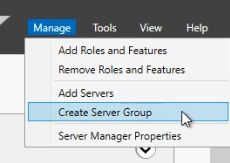 Manage Tools View Help
Add Roles and Features
Remove Roles and Features
Add Servers
Create Server Group
Server Manager Properties